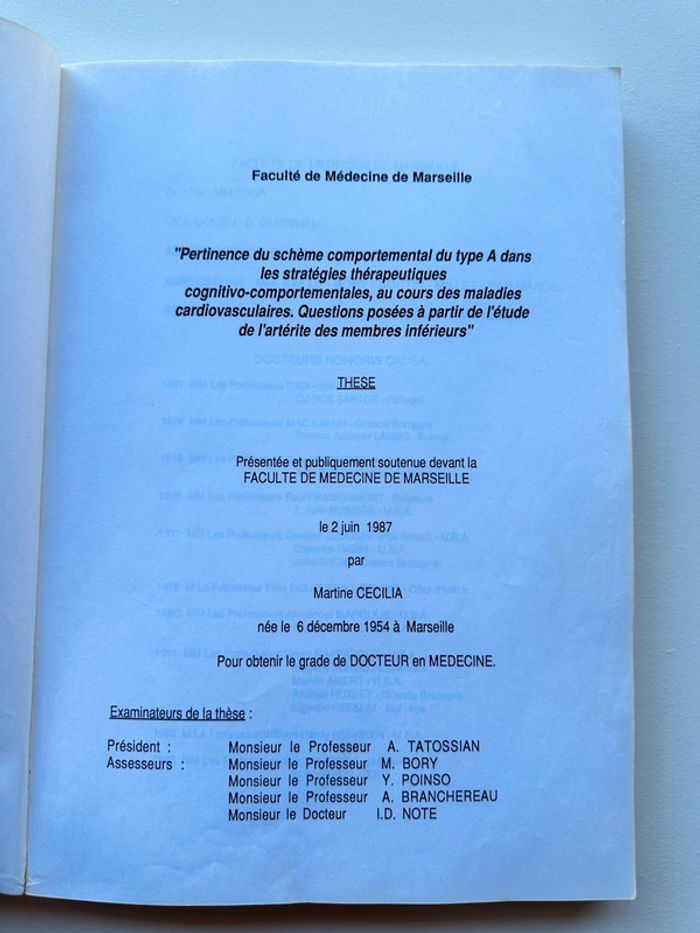 Faculté de Médecine de Marseille
"Pertinence du schème comportemental du type A dans
les stratégies thérapeutiques
cognitivo-comportementales, au cours des maladies
cardiovasculaires. Questions posées à partir de l'étude
de l'artérite des membres inférieurs"
THESE
Présentée et publiquement soutenue devant la
FACULTE DE MEDECINE DE MARSEILLE
le 2 juin 1987
par
Martine CECILIA
née le 6 décembre 1954 à Marseille
Pour obtenir le grade de DOCTEUR en MEDECINE.
Examinateurs de la thèse :
Président : Monsieur le Professeur A. TATOSSIAN
Assesseurs : Monsieur le Professeur M. BORY
Monsieur le Professeur Y. POINSO
Monsieur le Professeur A. BRANCHEREAU
Monsieur le Docteur I.D. NOTE